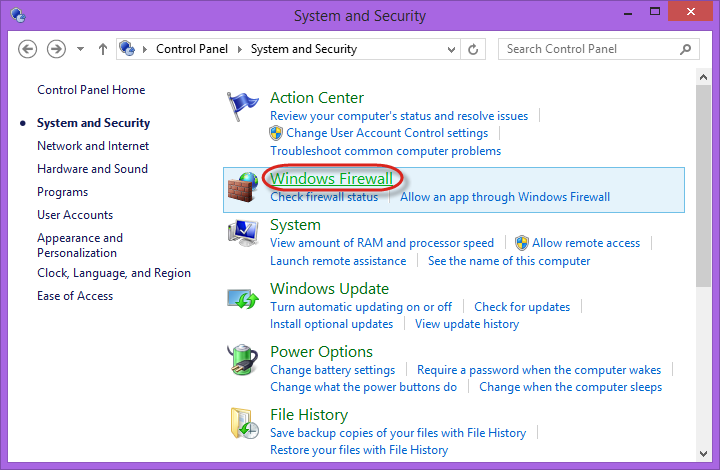 System and Security
Control Panel
System and Security
Search Control Panel
Control Panel Home
System and Security
Network and Internet
Hardware and Sound
Programs
User Accounts
Appearance and
Personalization
Clock, Language, and Region
Ease of Access
Action Center
Review your computer's status and resolve issues
Change User Account Control settings
Troubleshoot common computer problems
Windows Firewall
Check firewall status
Allow an app through Windows Firewall
System
View amount of RAM and processor speed
Allow remote access
Launch remote assistance
See the name of this computer
Windows Update
Turn automatic updating on or off
Check for updates
Install optional updates
View update history
Power Options
Change battery settings
Require a password when the computer wakes
Change what the power buttons do
Change when the computer sleeps
File History
Save backup copies of your files with File History
Restore your files with File History